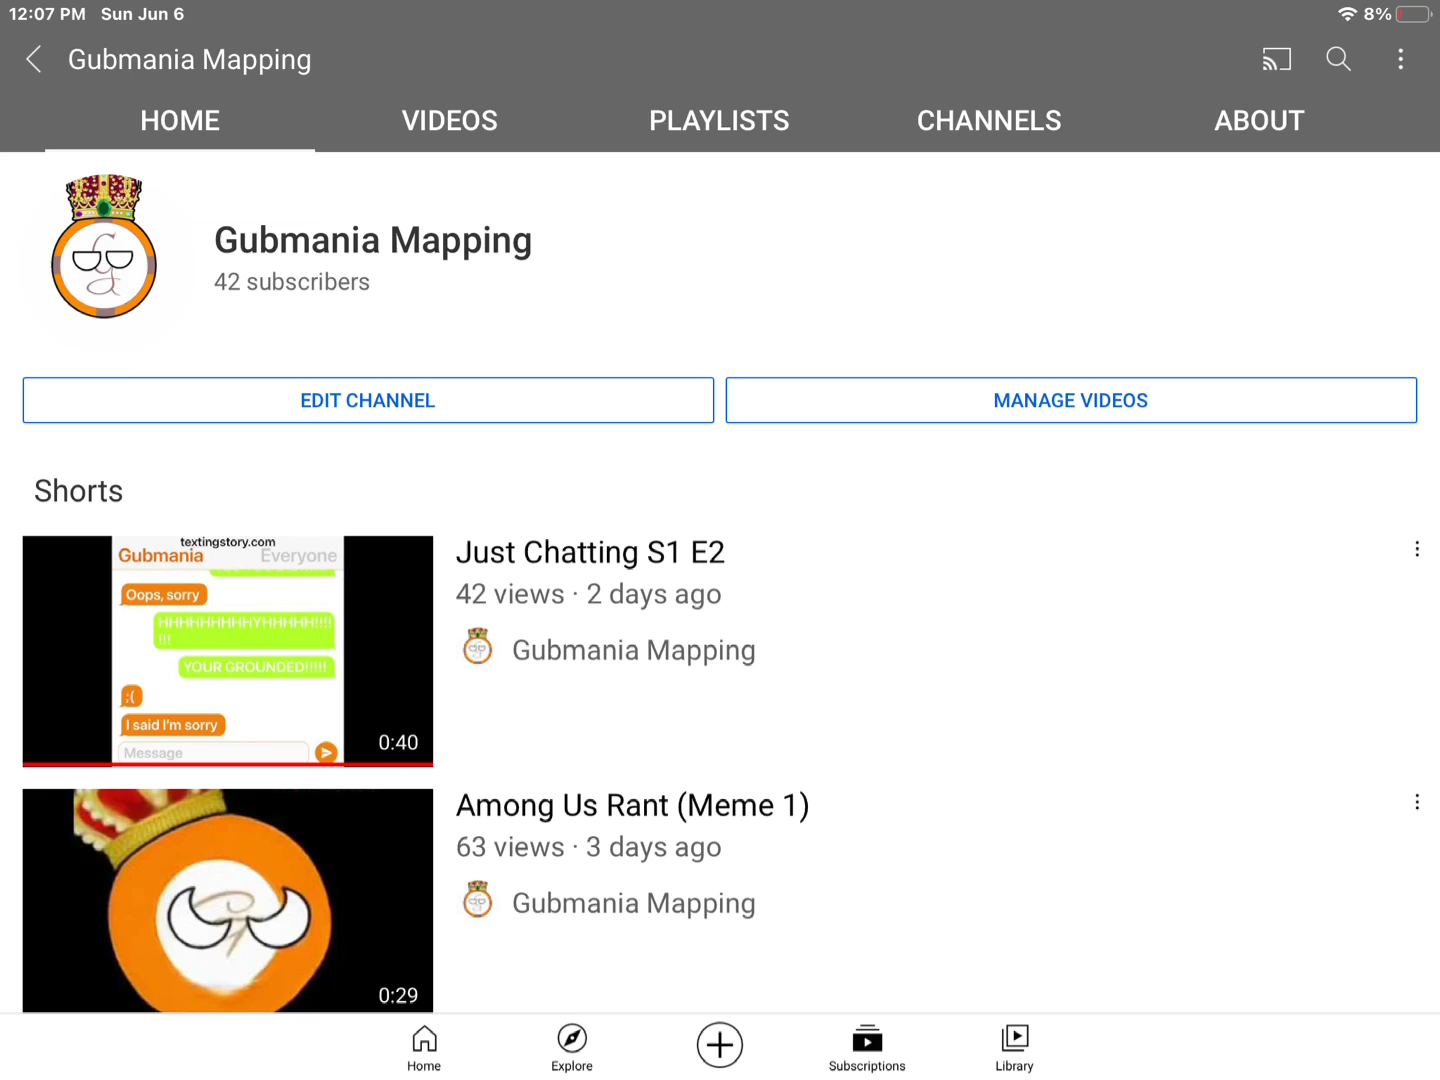 12:07 PM Sun Jun 6
8%
Gubmania Mapping
HOME VIDEOS PLAYLISTS CHANNELS ABOUT
Gubmania Mapping
42 subscribers
EDIT CHANNEL MANAGE VIDEOS
Shorts
textingstory.com
Gubmania Everyone
Oops, sorry
HHHHHHHHHYHHHHH!!!!
!!!
YOUR GROUNDED!!!!!
:(
I said I'm sorry
Message
0:40
Just Chatting S1 E2
42 views · 2 days ago
Gubmania Mapping
0:29
Among Us Rant (Meme 1)
63 views · 3 days ago
Gubmania Mapping
Home Explore Subscriptions Library